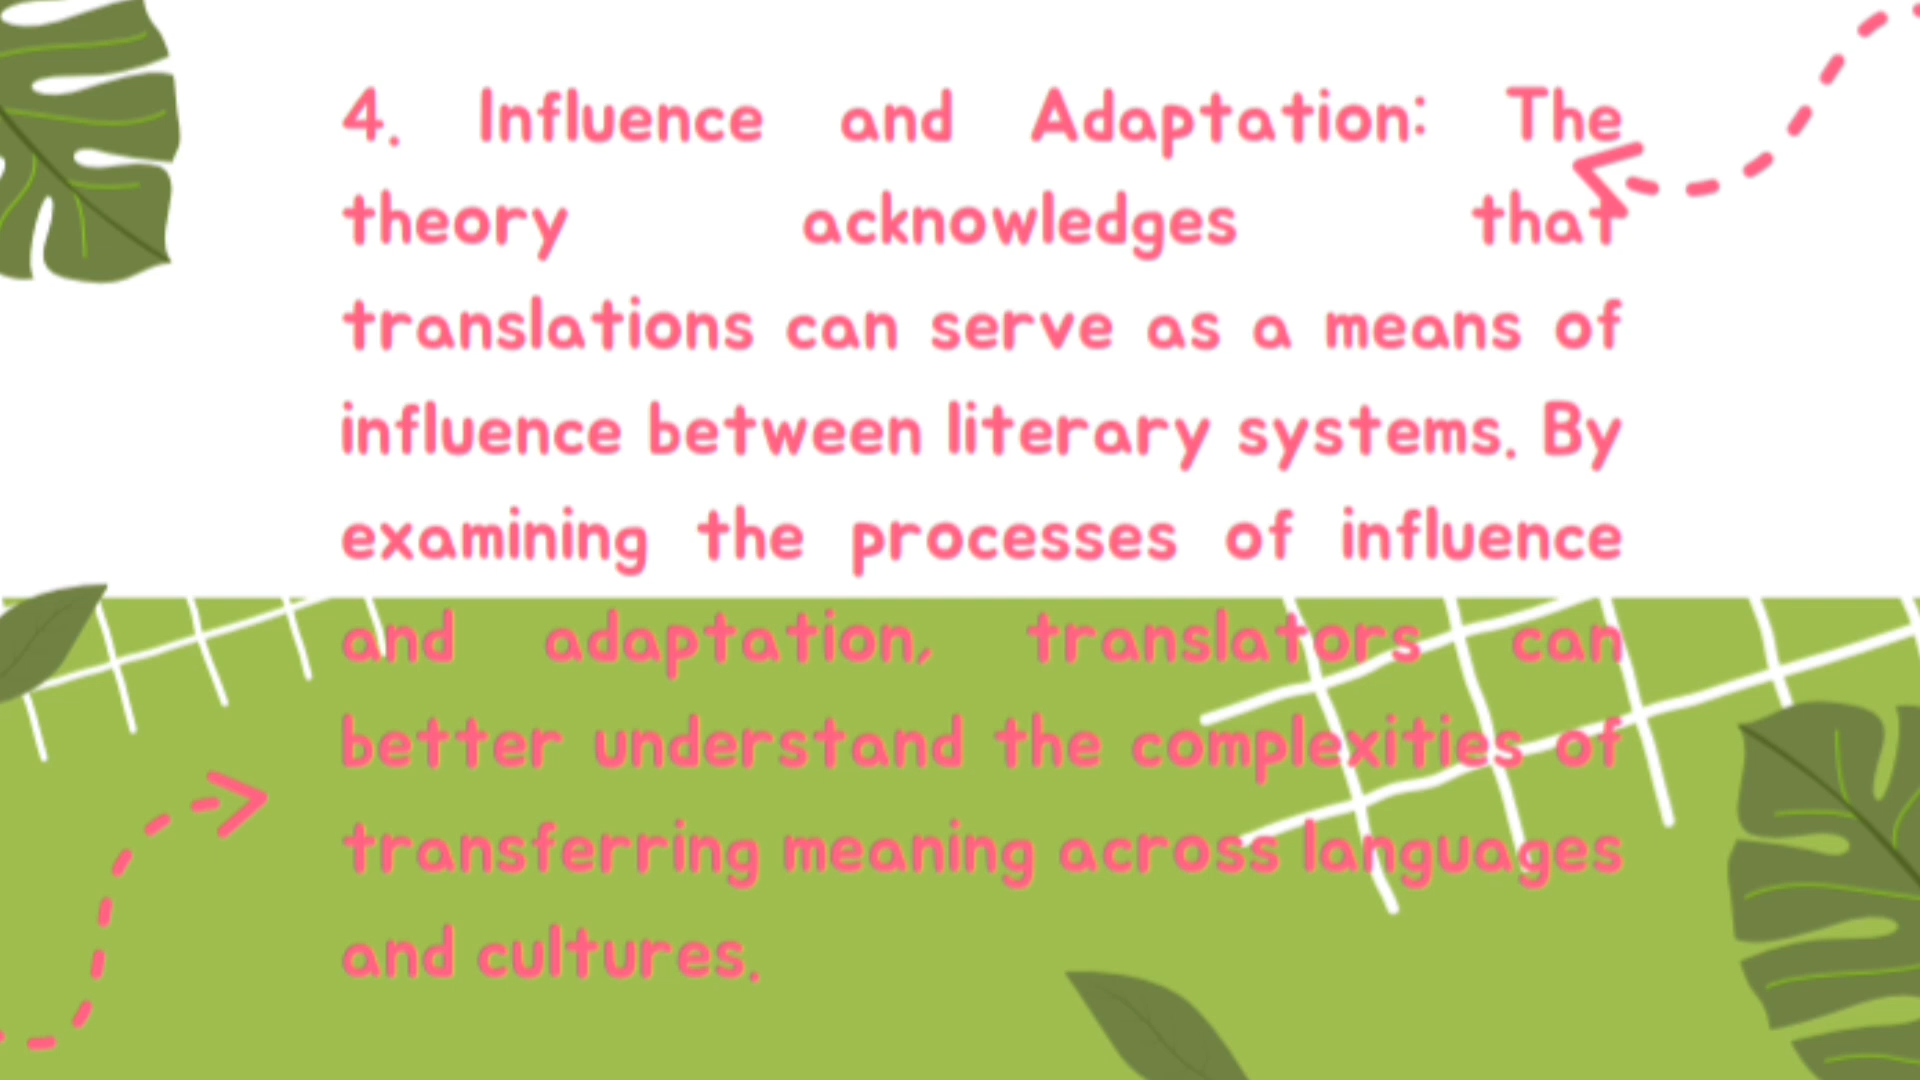 4. Influence and Adaptation: The
theory acknowledges that
translations can serve as a means of
influence between literary systems. By
examining the processes of influence
and adaptation, translators can
better understand the complexities of
transferring meaning across languages
and cultures.